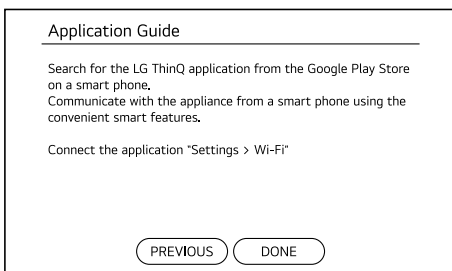 Application Guide
Search for the LG ThinQ application from the Google Play Store
on a smart phone.
Communicate with the appliance from a smart phone using the
convenient smart features.
Connect the application "Settings > Wi-Fi"
PREVIOUS
DONE